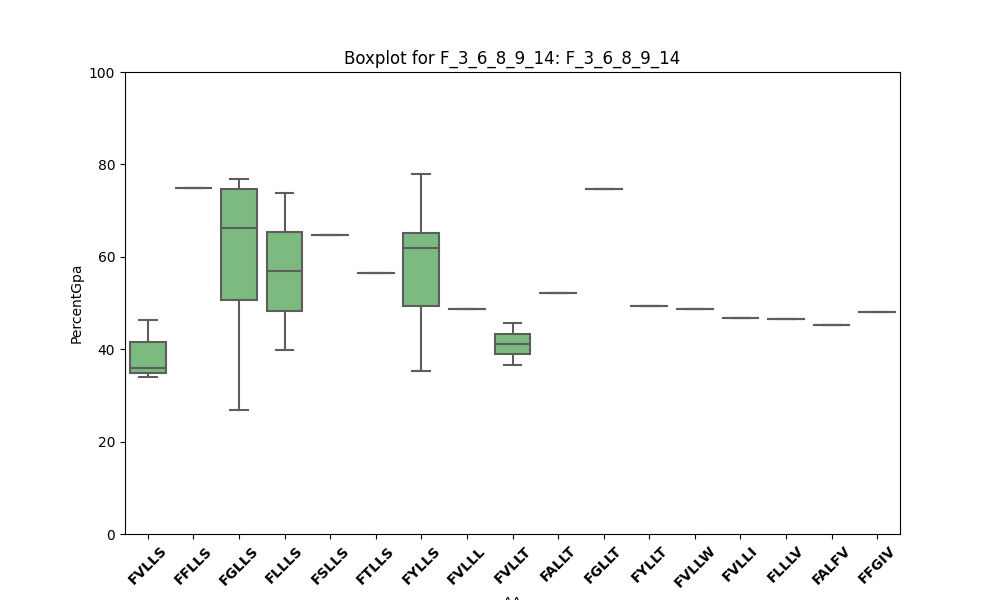 Boxplot for F_3_6_8_9_14: F_3_6_8_9_14
100
80
60
40
20
0
PercentGpa
FVLLS FFLLS FGLLS FLLLS FSLLS FTLLS FYLLS FVLLL FVLLT FALLT FGLLT FYLLT FVLLW FVLLI FLLLV FALFV FFGIV